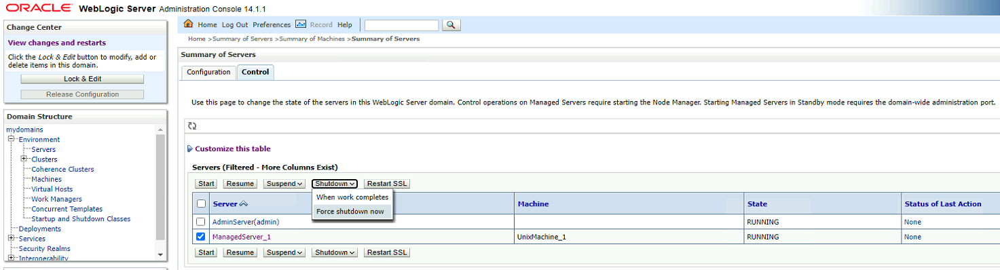 ORACLE WebLogic Server Administration Console 14.1.1
Change Center
View changes and restarts
Click the Lock & Edit button to modify, add or
delete items in this domain.
Lock & Edit
Release Configuration
Domain Structure
mydomains
Environment
Servers
Clusters
Coherence Clusters
Machines
Virtual Hosts
Work Managers
Concurrent Templates
Startup and Shutdown Classes
Deployments
Services
Security Realms
Interoperability
Home Log Out Preferences Record Help
Home >Summary of Servers >Summary of Machines >Summary of Servers
Summary of Servers
Configuration Control
Use this page to change the state of the servers in this WebLogic Server domain. Control operations on Managed Servers require starting the Node Manager. Starting Managed Servers in Standby mode requires the domain-wide administration port.
Customize this table
Servers (Filtered - More Columns Exist)
Start Resume Suspend Shutdown Restart SSL
When work completes
Force shutdown now
Server Machine State Status of Last Action
AdminServer(admin) RUNNING None
ManagedServer_1 UnixMachine_1 RUNNING None
Start Resume Suspend Shutdown Restart SSL